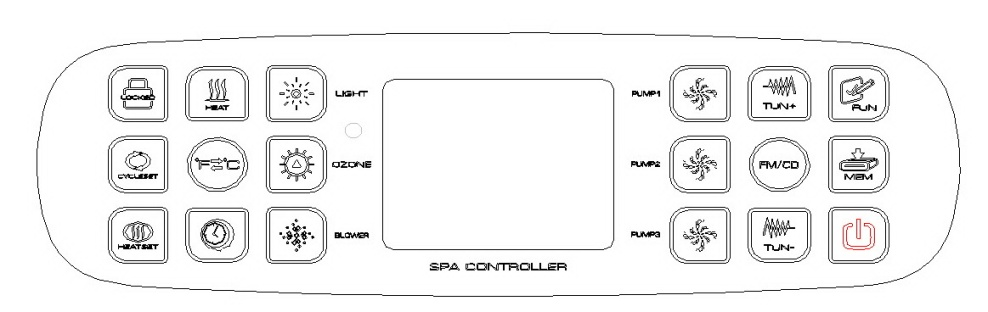 LOCKED
HEAT
LIGHT
PUMP1
TUN+
RUN
CYCLESET
°F⇄°C
OZONE
PUMP2
FM/CD
MEM
HEATSET
BLOWER
PUMP3
TUN-
SPA CONTROLLER